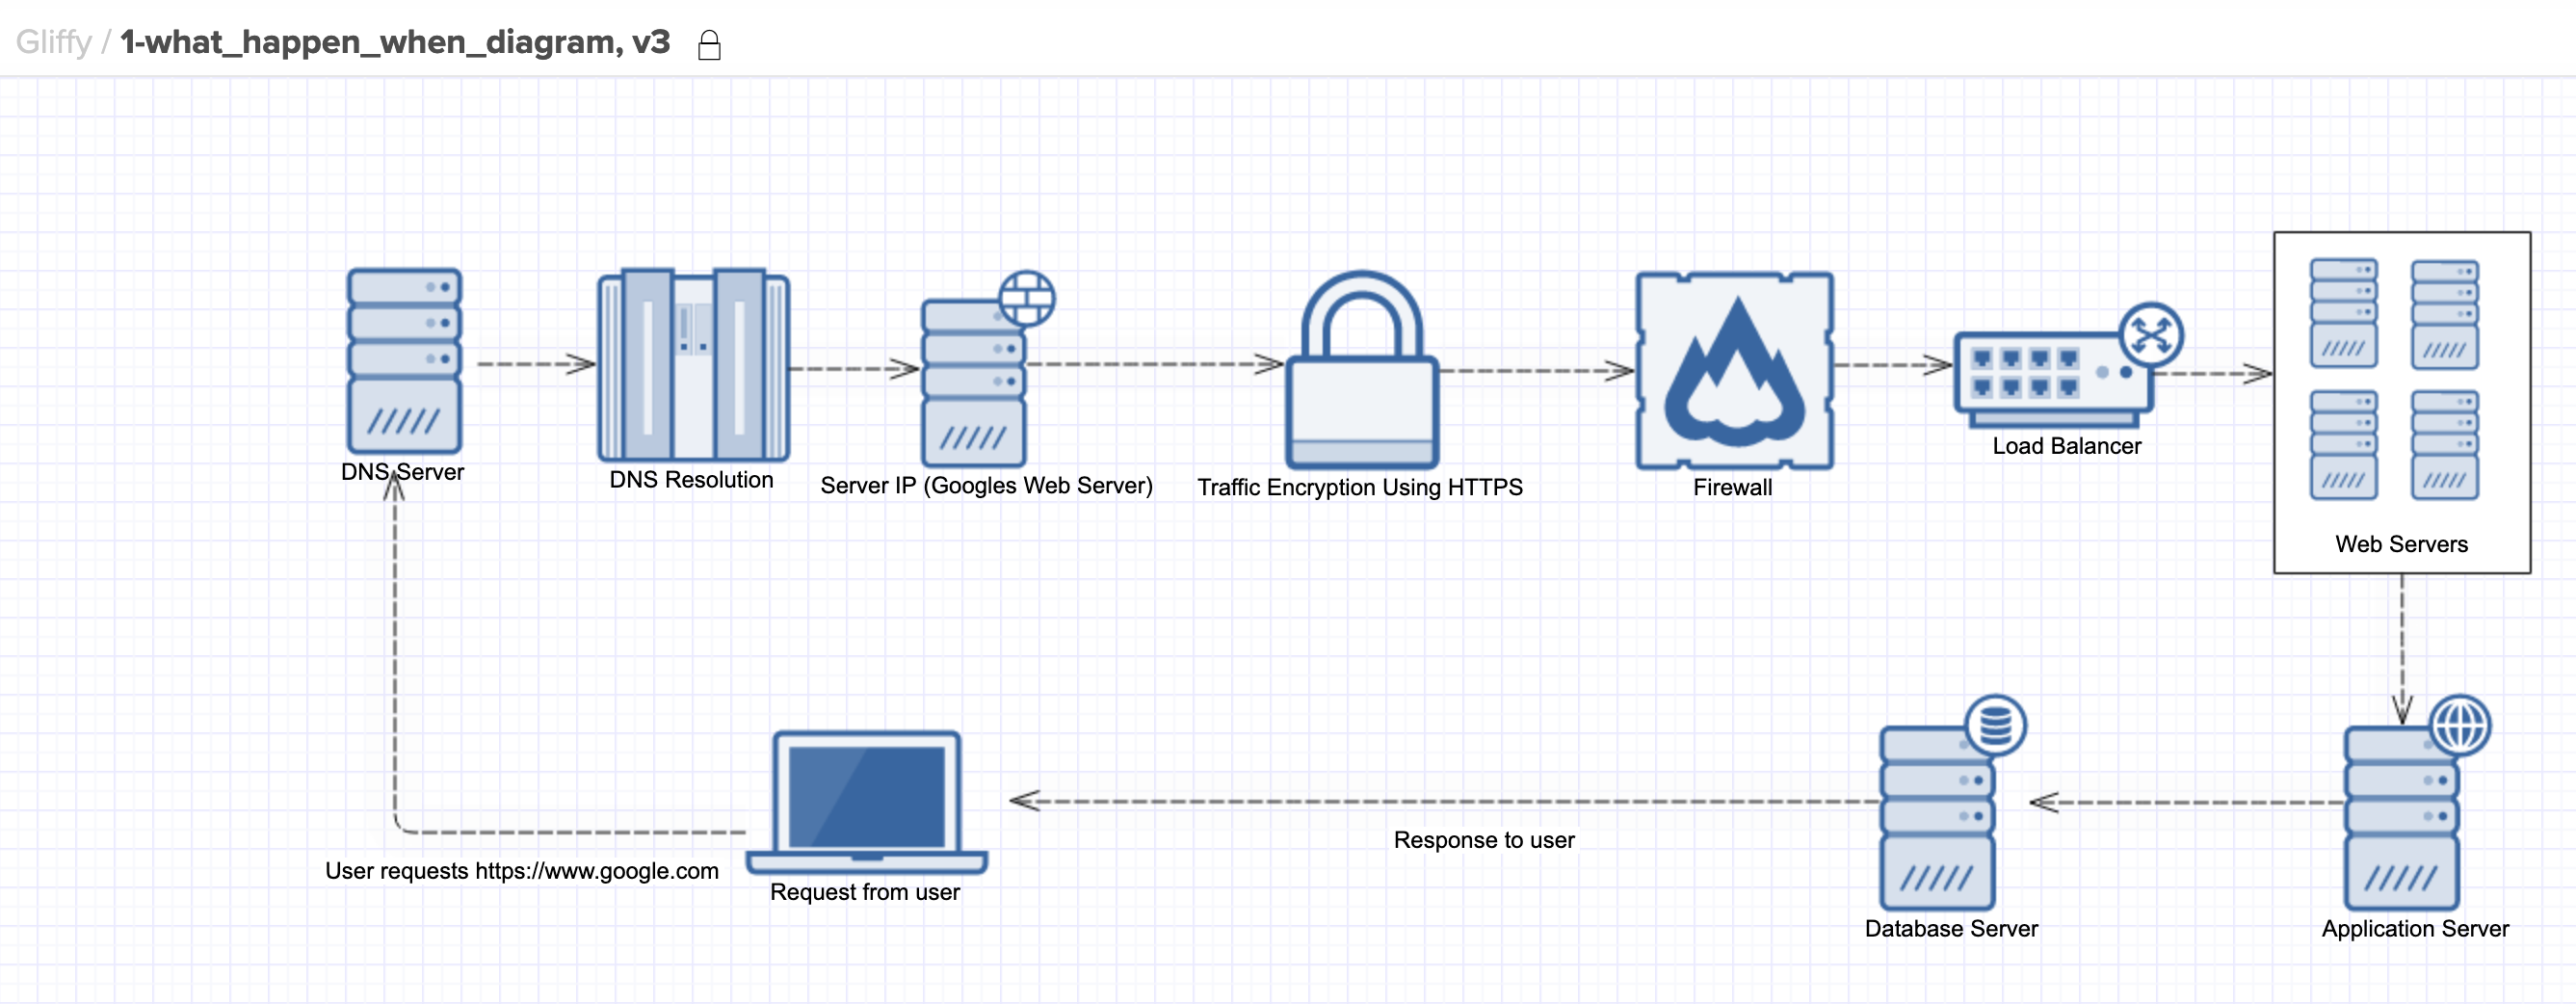 Gliffy / 1-what_happen_when_diagram, v3
DNS Server
DNS Resolution
Server IP (Googles Web Server)
Traffic Encryption Using HTTPS
Firewall
Load Balancer
Web Servers
User requests https://www.google.com
Request from user
Response to user
Database Server
Application Server